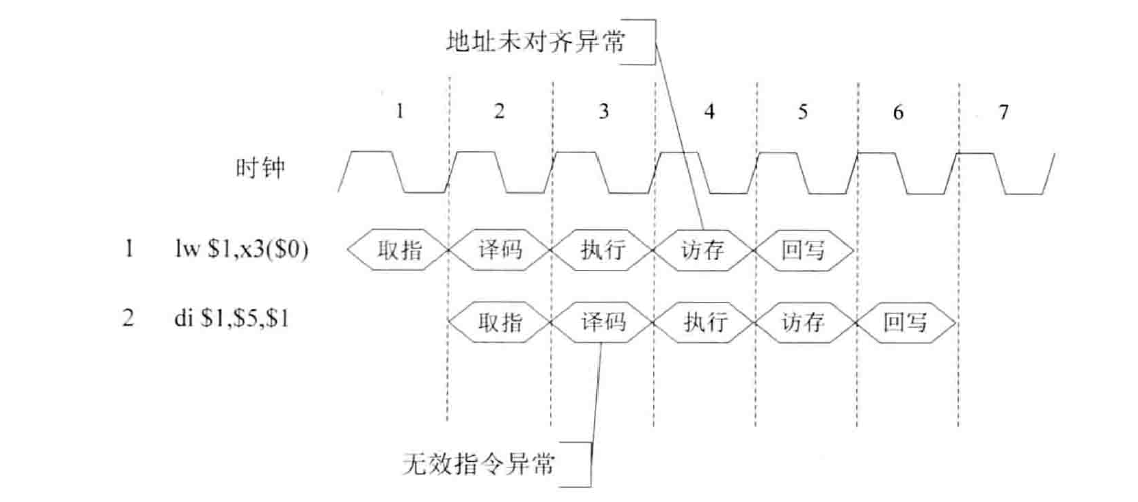 地址未对齐异常
1 2 3 4 5 6 7
时钟
1 lw $1,x3($0) 取指 译码 执行 访存 回写
2 di $1,$5,$1 取指 译码 执行 访存 回写
无效指令异常